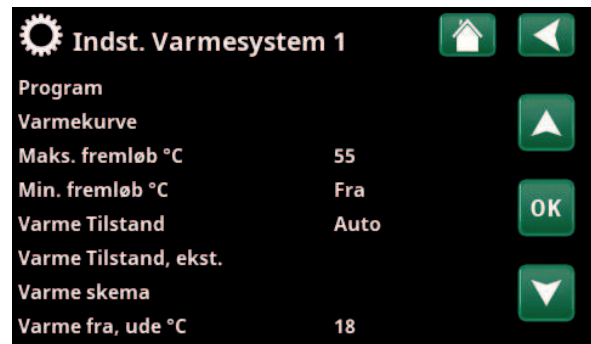 Indst. Varmesystem 1
Program
Varmekurve
Maks. fremløb °C 55
Min. fremløb °C Fra
Varme Tilstand Auto
OK
Varme Tilstand, ekst.
Varme skema
Varme fra, ude °C 18